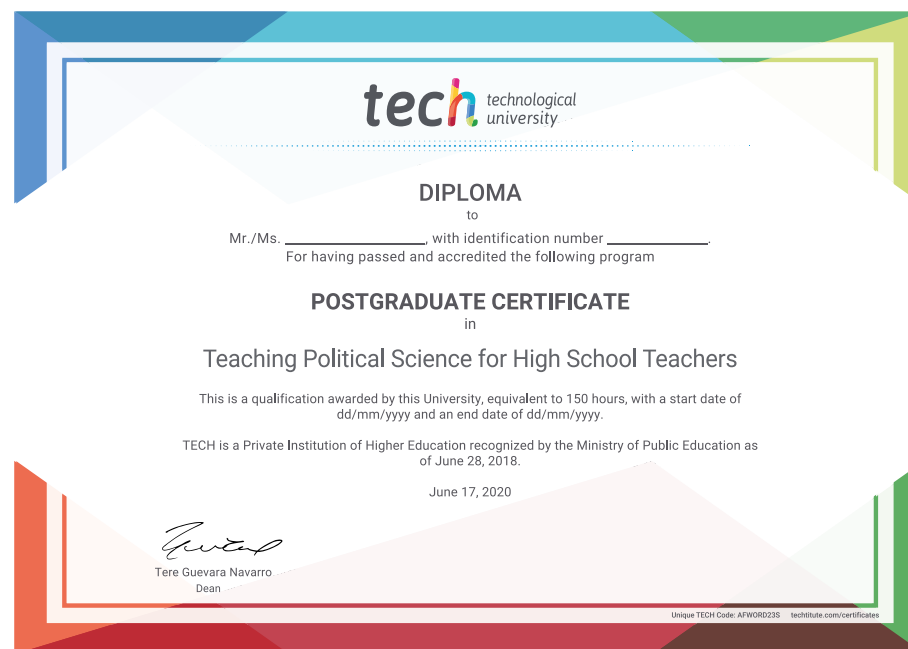 tech technological
university
DIPLOMA
to
Mr./Ms. ____________, with identification number ____________.
For having passed and accredited the following program
POSTGRADUATE CERTIFICATE
in
Teaching Political Science for High School Teachers
This is a qualification awarded by this University, equivalent to 150 hours, with a start date of
dd/mm/yyyy and an end date of dd/mm/yyyy.
TECH is a Private Institution of Higher Education recognized by the Ministry of Public Education as
of June 28, 2018.
June 17, 2020
Tere Guevara Navarro
Dean
Unique TECH Code: AFWORD23S techtitute.com/certificates